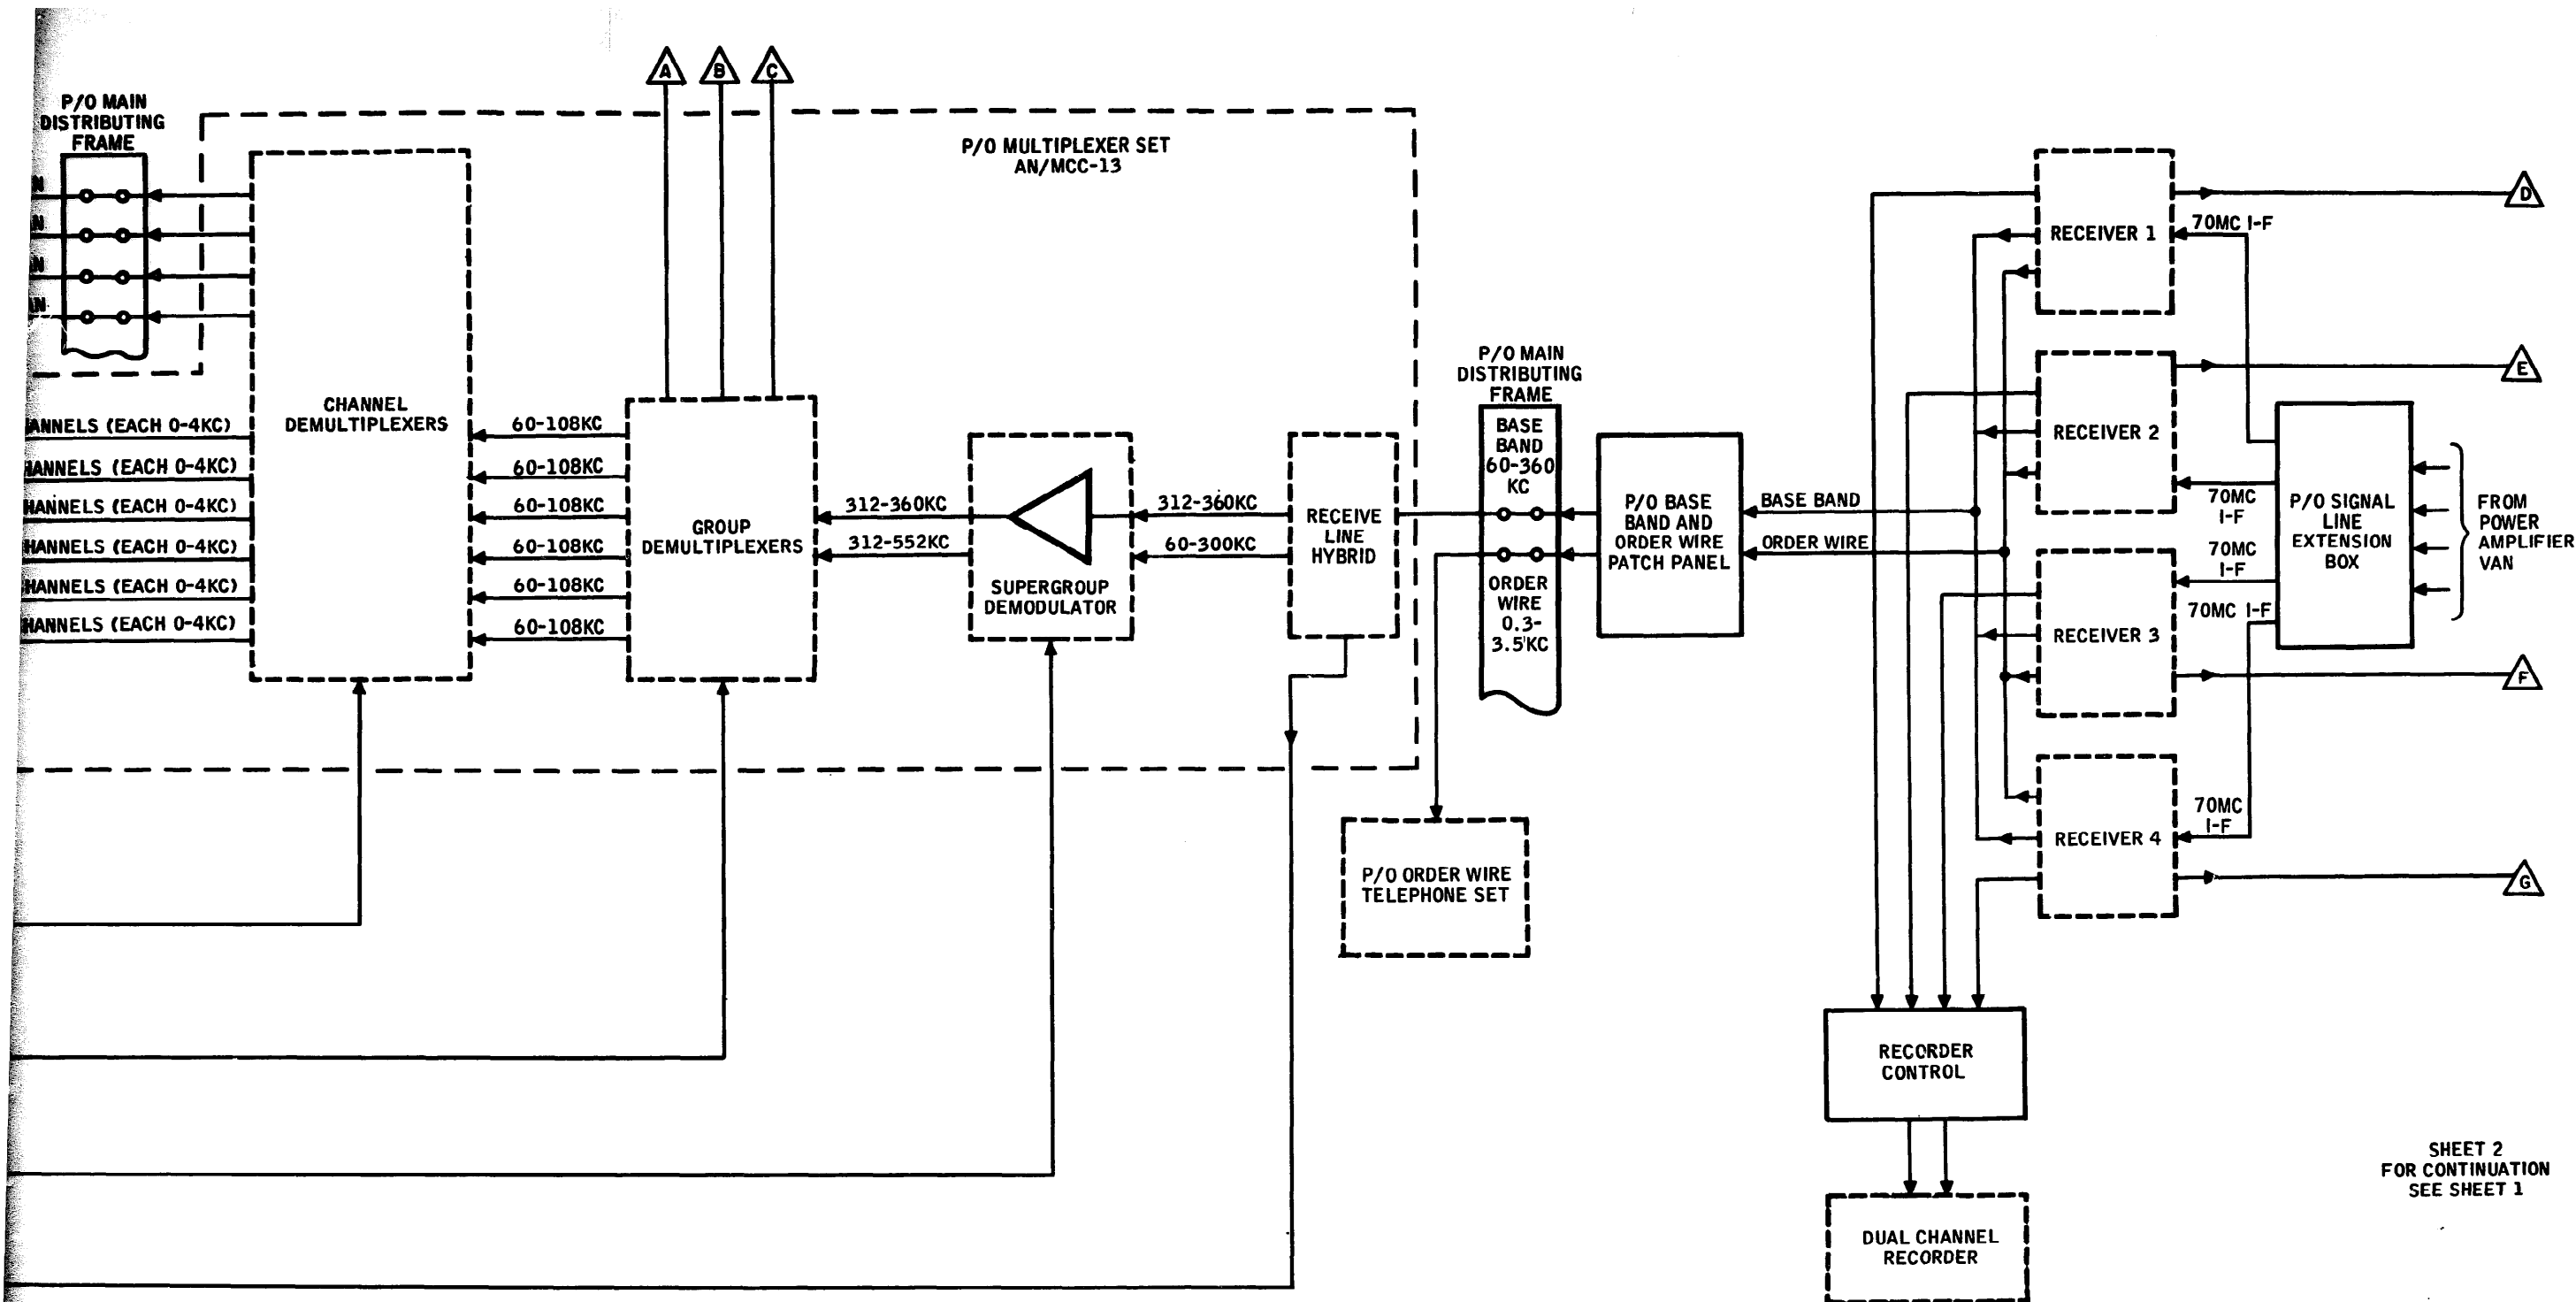 A
B
C
P/O MAIN
DISTRIBUTING
FRAME
P/O MULTIPLEXER SET
AN/MCC-13
CHANNEL
DEMULTIPLEXERS
(EACH 0-4KC)
(EACH 0-4KC)
(EACH 0-4KC)
(EACH 0-4KC)
(EACH 0-4KC)
(EACH 0-4KC)
60-108KC
60-108KC
60-108KC
60-108KC
60-108KC
60-108KC
GROUP
DEMULTIPLEXERS
312-360KC
312-552KC
SUPERGROUP
DEMODULATOR
312-360KC
60-300KC
RECEIVE
LINE
HYBRID
P/O MAIN
DISTRIBUTING
FRAME
BASE
BAND
60-360
KC
ORDER
WIRE
0.3-
3.5KC
P/O BASE
BAND AND
ORDER WIRE
PATCH PANEL
BASE BAND
ORDER WIRE
P/O ORDER WIRE
TELEPHONE SET
RECEIVER 1
70MC I-F
D
RECEIVER 2
70MC
I-F
E
RECEIVER 3
70MC
I-F
F
RECEIVER 4
70MC I-F
70MC
I-F
G
P/O SIGNAL
LINE
EXTENSION
BOX
FROM
POWER
AMPLIFIER
VAN
RECORDER
CONTROL
DUAL CHANNEL
RECORDER
SHEET 2
FOR CONTINUATION
SEE SHEET 1